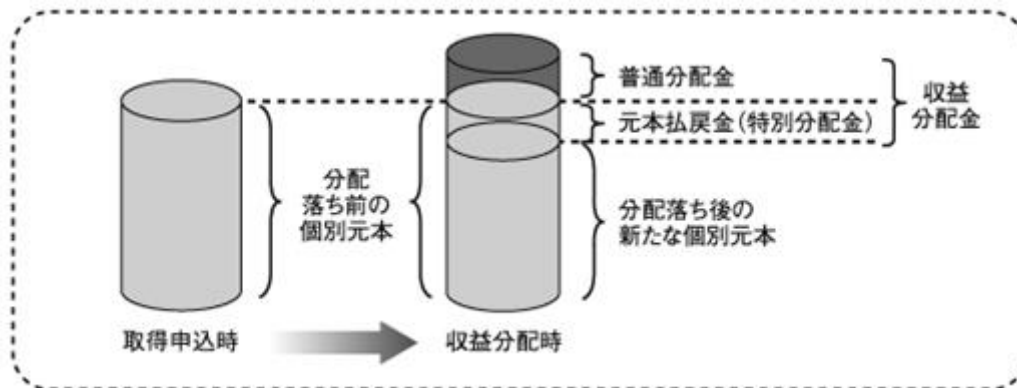 普通分配金
元本払戻金(特別分配金)
収益
分配金
分配
落ち前の
個別元本
分配落ち後の
新たな個別元本
取得申込時
収益分配時